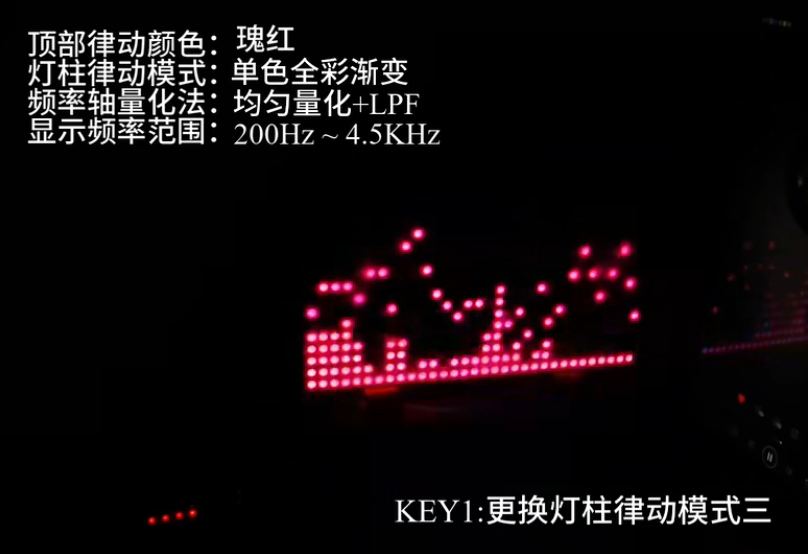 顶部律动颜色：瑰红
灯柱律动模式：单色全彩渐变
频率轴量化法：均匀量化+LPF
显示频率范围：200Hz ~ 4.5KHz
KEY1:更换灯柱律动模式三